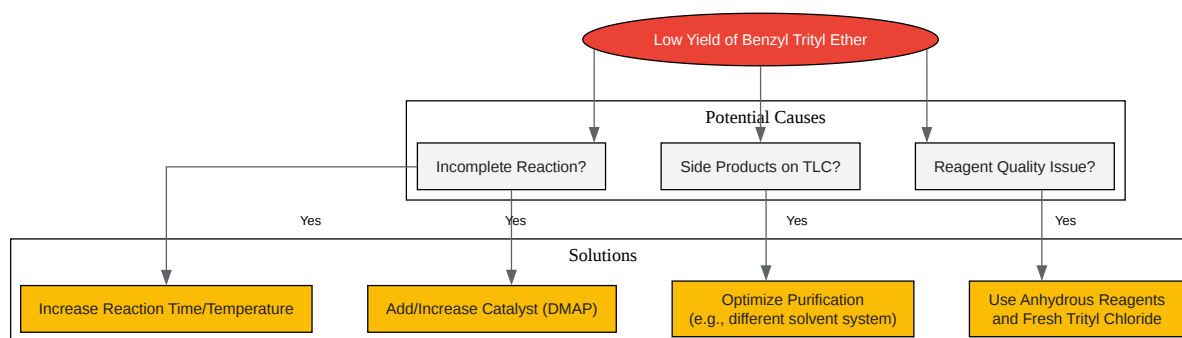 Low Yield of Benzyl Trityl Ether
Potential Causes
Incomplete Reaction?
Side Products on TLC?
Reagent Quality Issue?
Yes
Yes
Yes
Yes
Solutions
Increase Reaction Time/Temperature
Add/Increase Catalyst (DMAP)
Optimize Purification
(e.g., different solvent system)
Use Anhydrous Reagents
and Fresh Trityl Chloride